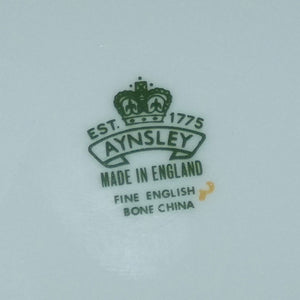 EST. 1775
AYNSLEY
MADE IN ENGLAND
FINE ENGLISH
BONE CHINA